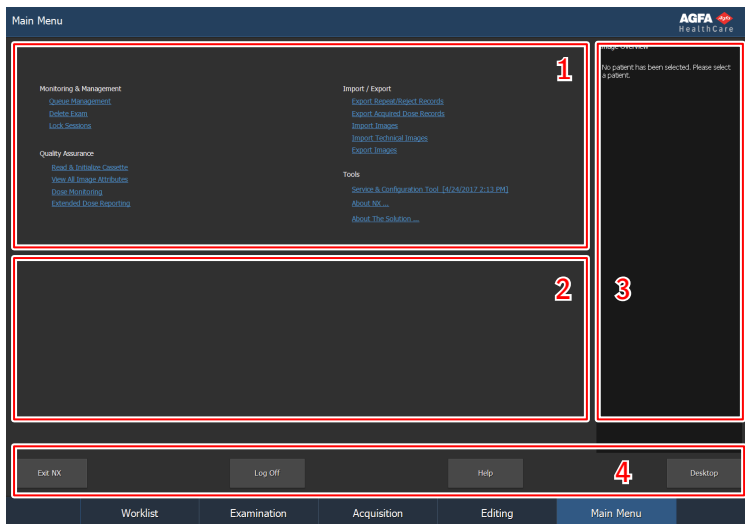 Main Menu
AGFA
HealthCare
1
Monitoring & Management
Queue Management
Delete Exam
Lock Sessions
Quality Assurance
Read & Initialize Cassette
View All Image Attributes
Dose Monitoring
Extended Dose Reporting
Import / Export
Export Repeat/Reject Records
Export Acquired Dose Records
Import Images
Import Technical Images
Export Images
Tools
Service & Configuration Tool [4/24/2017 2:13 PM]
About NX ...
About The Solution ...
Image Overview
No patient has been selected. Please select
a patient.
2
3
4
Exit NX
Log Off
Help
Desktop
Worklist
Examination
Acquisition
Editing
Main Menu